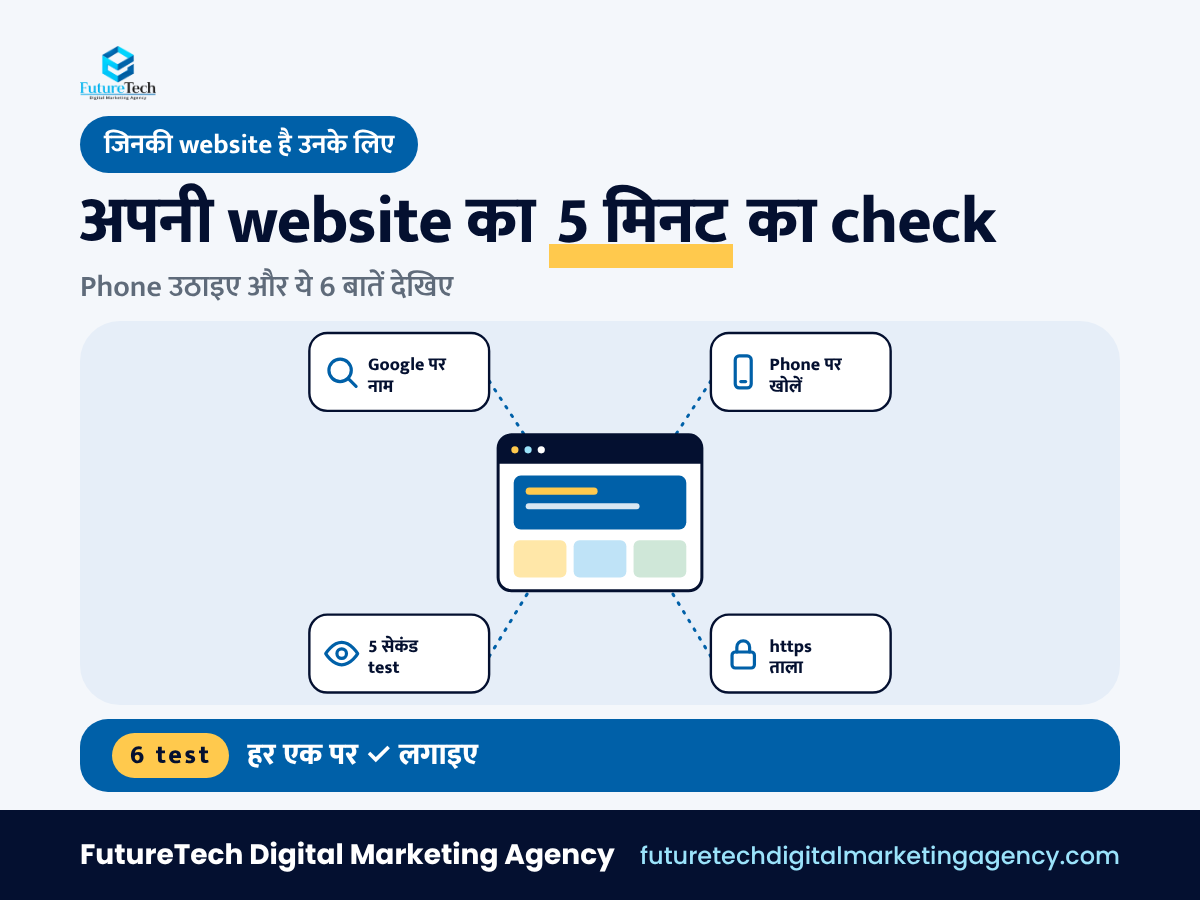 FutureTech
Digital Marketing Agency
जिनकी website है उनके लिए
अपनी website का 5 मिनट का check
Phone उठाइए और ये 6 बातें देखिए
Google पर
नाम
Phone पर
खोलें
5 सेकंड
test
https
ताला
6 test हर एक पर ✓ लगाइए
FutureTech Digital Marketing Agency futuretechdigitalmarketingagency.com